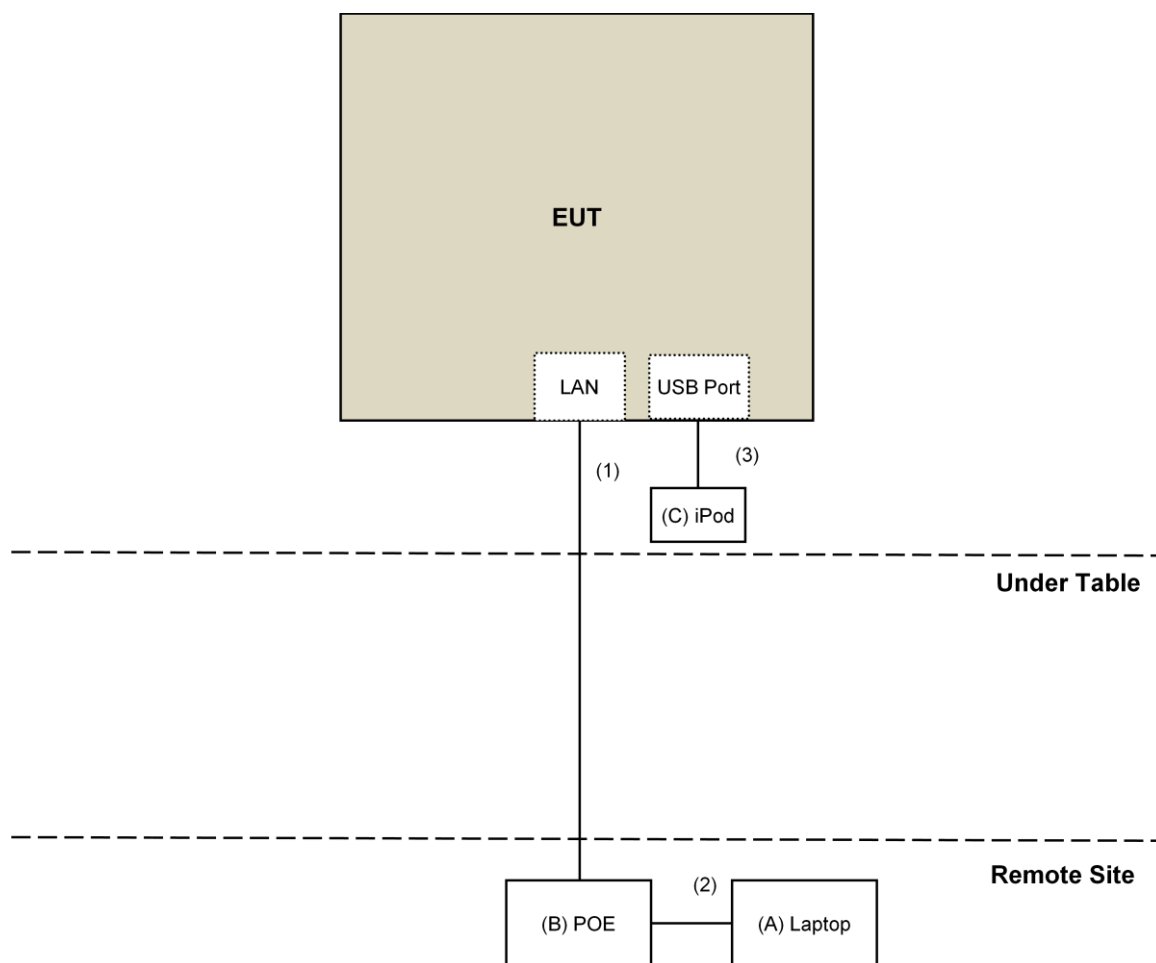 EUT
LAN
USB Port
(1)
(3)
(C) iPod
Under Table
Remote Site
(2)
(B) POE
(A) Laptop